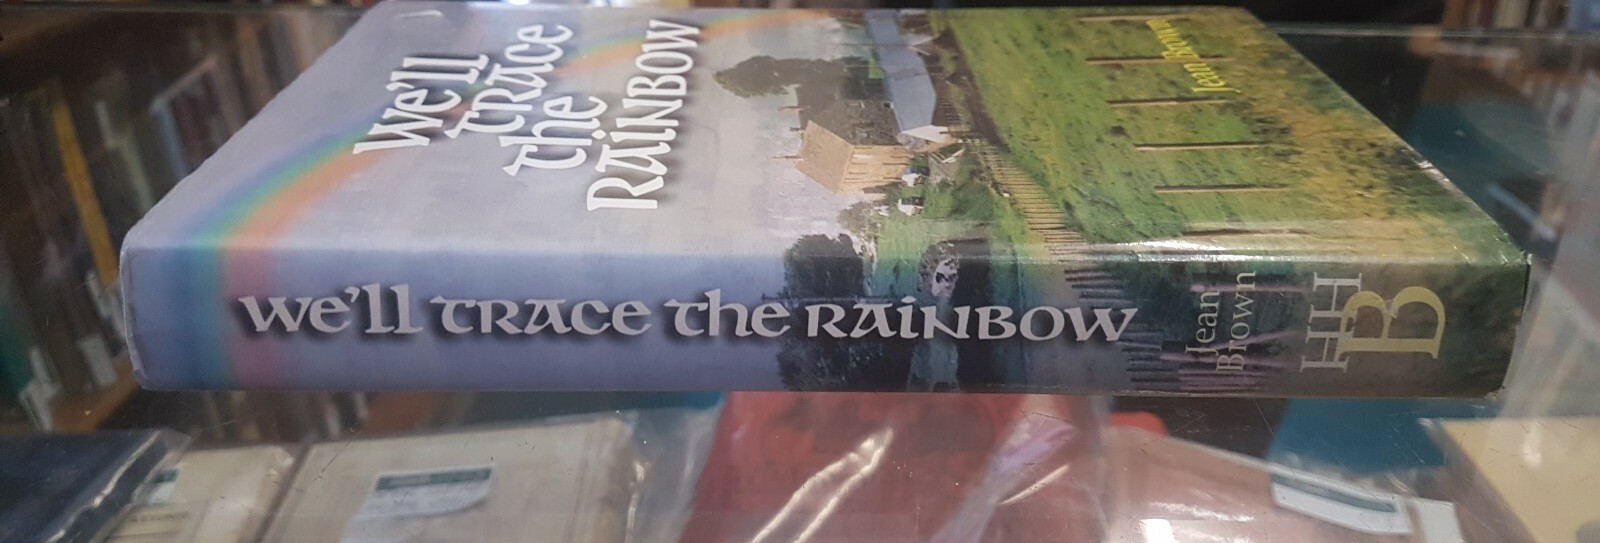 We'll
trace
the
Rainbow
Jean Brown
we'll trace the Rainbow
Jean
Brown
HH
B